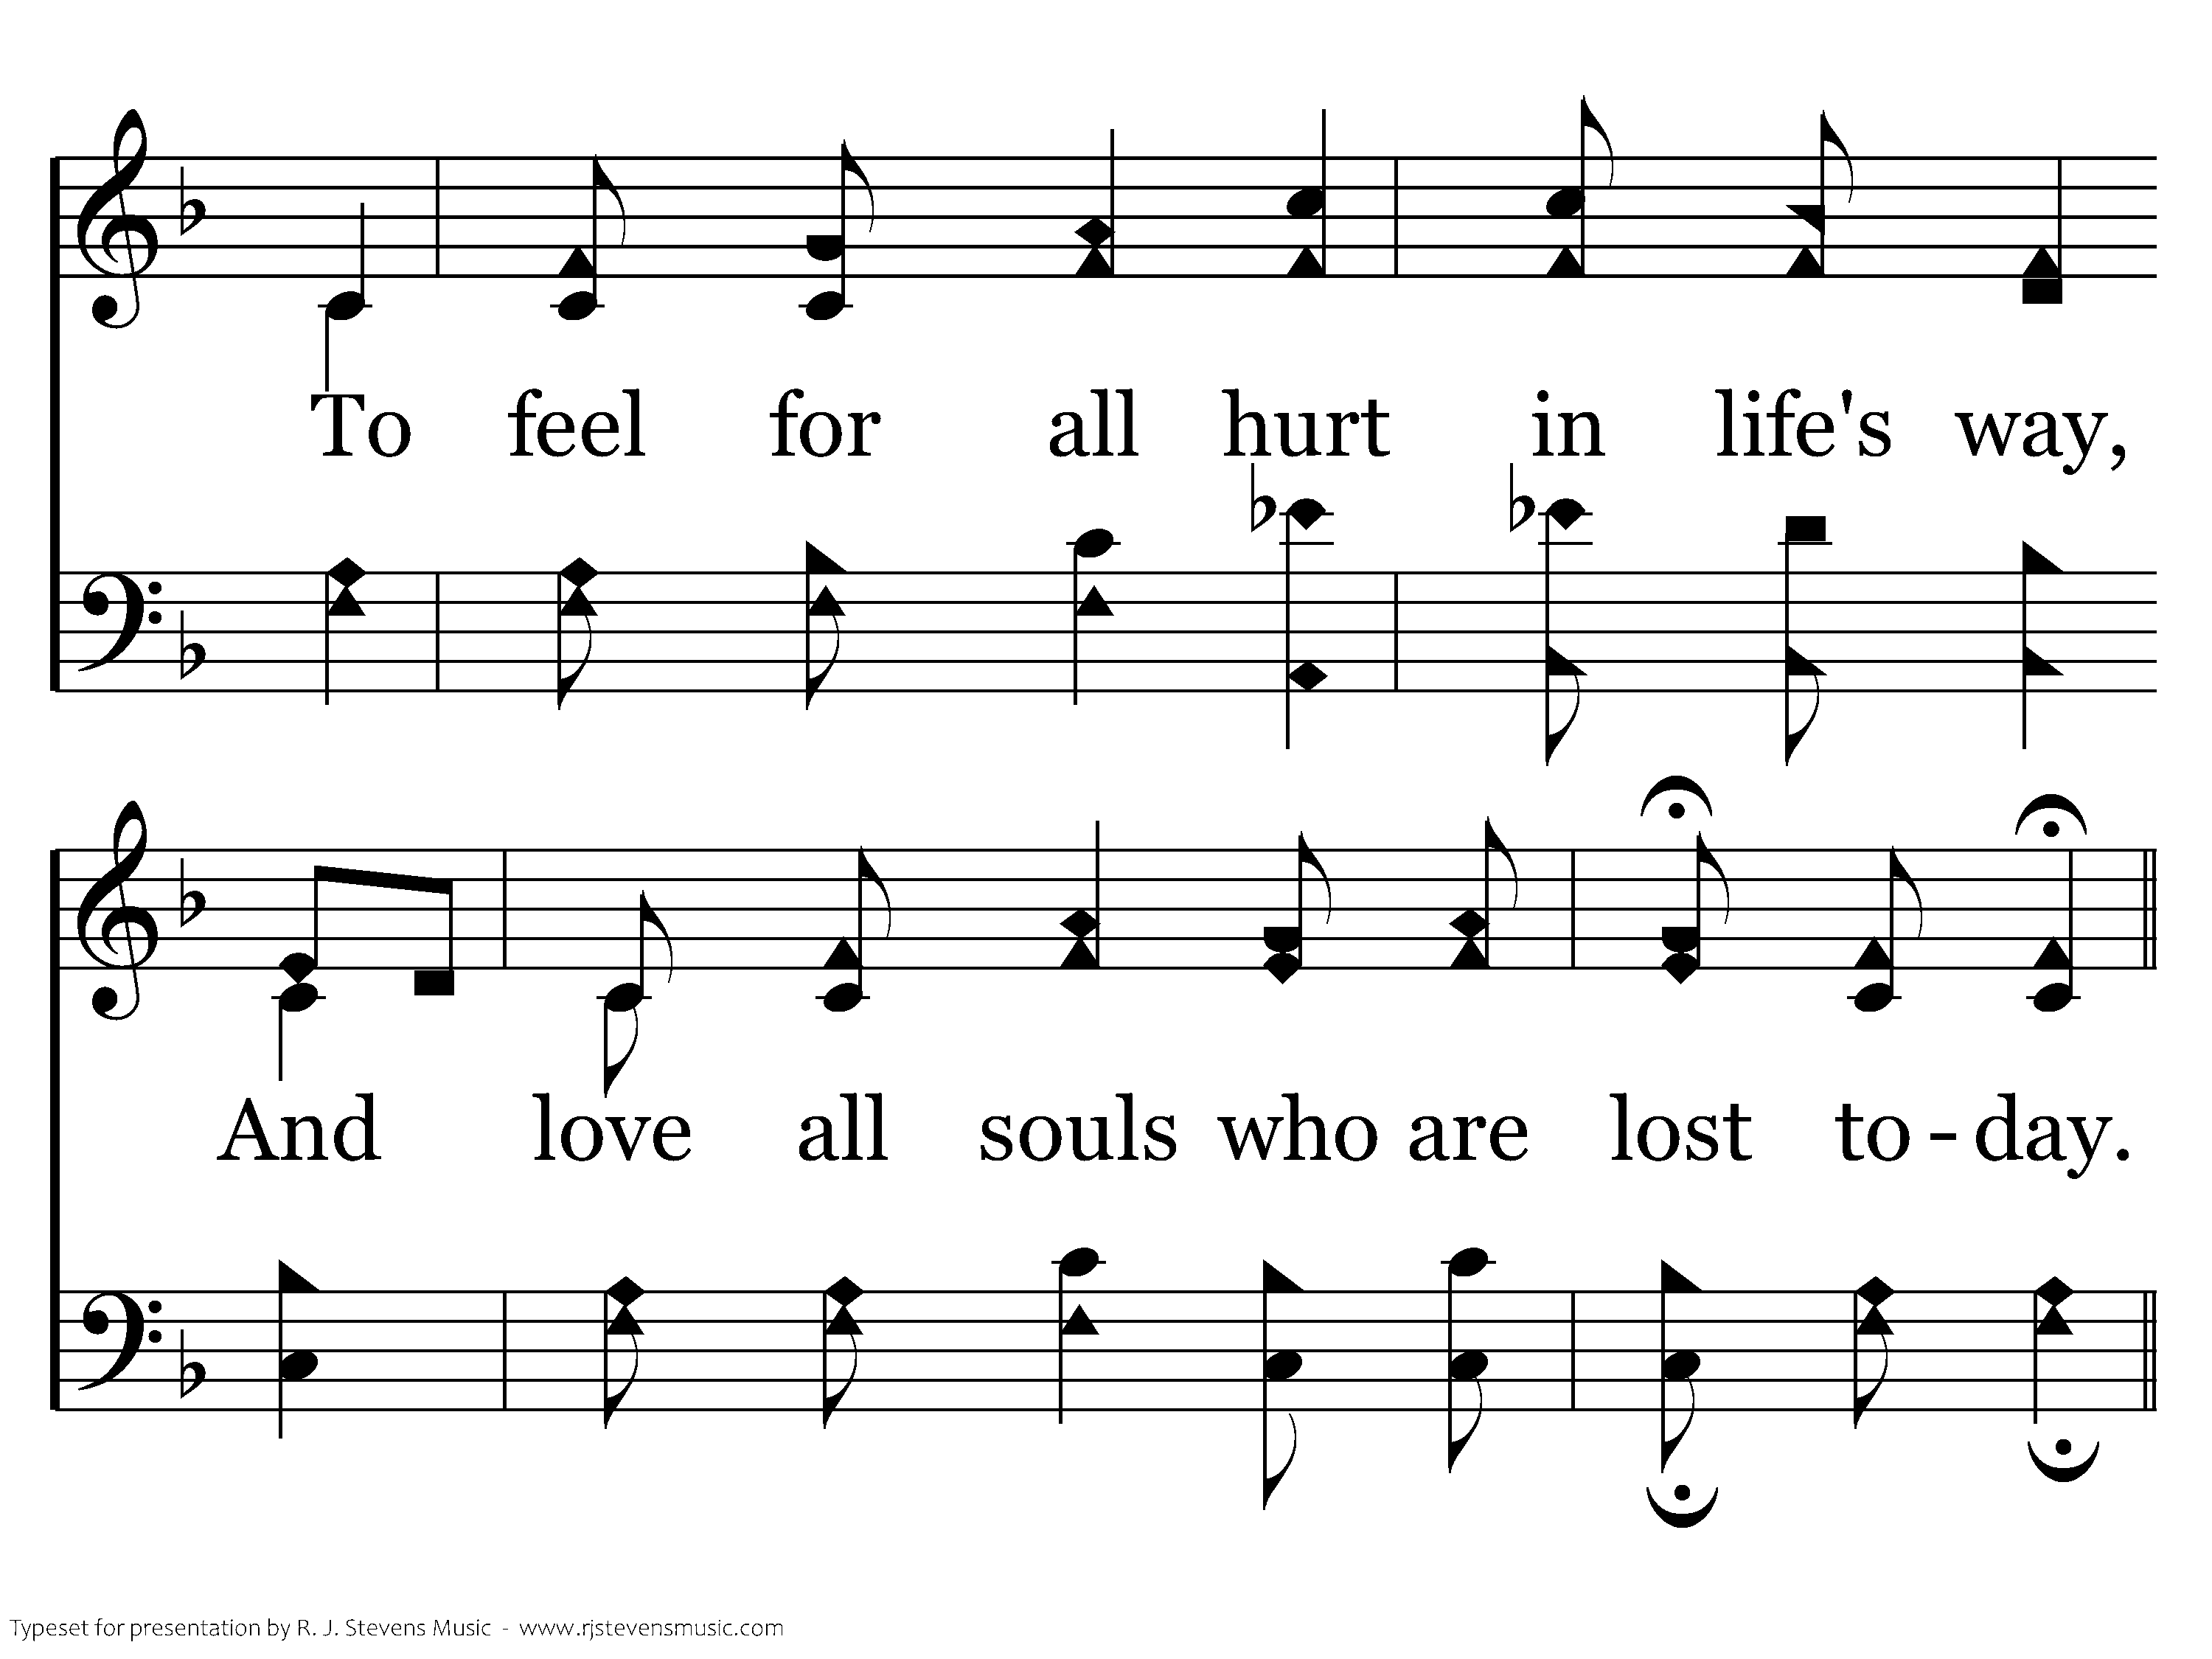 To feel for all hurt in life's way,
And love all souls who are lost to - day.
Typeset for presentation by R. J. Stevens Music - www.rjstevensmusic.com